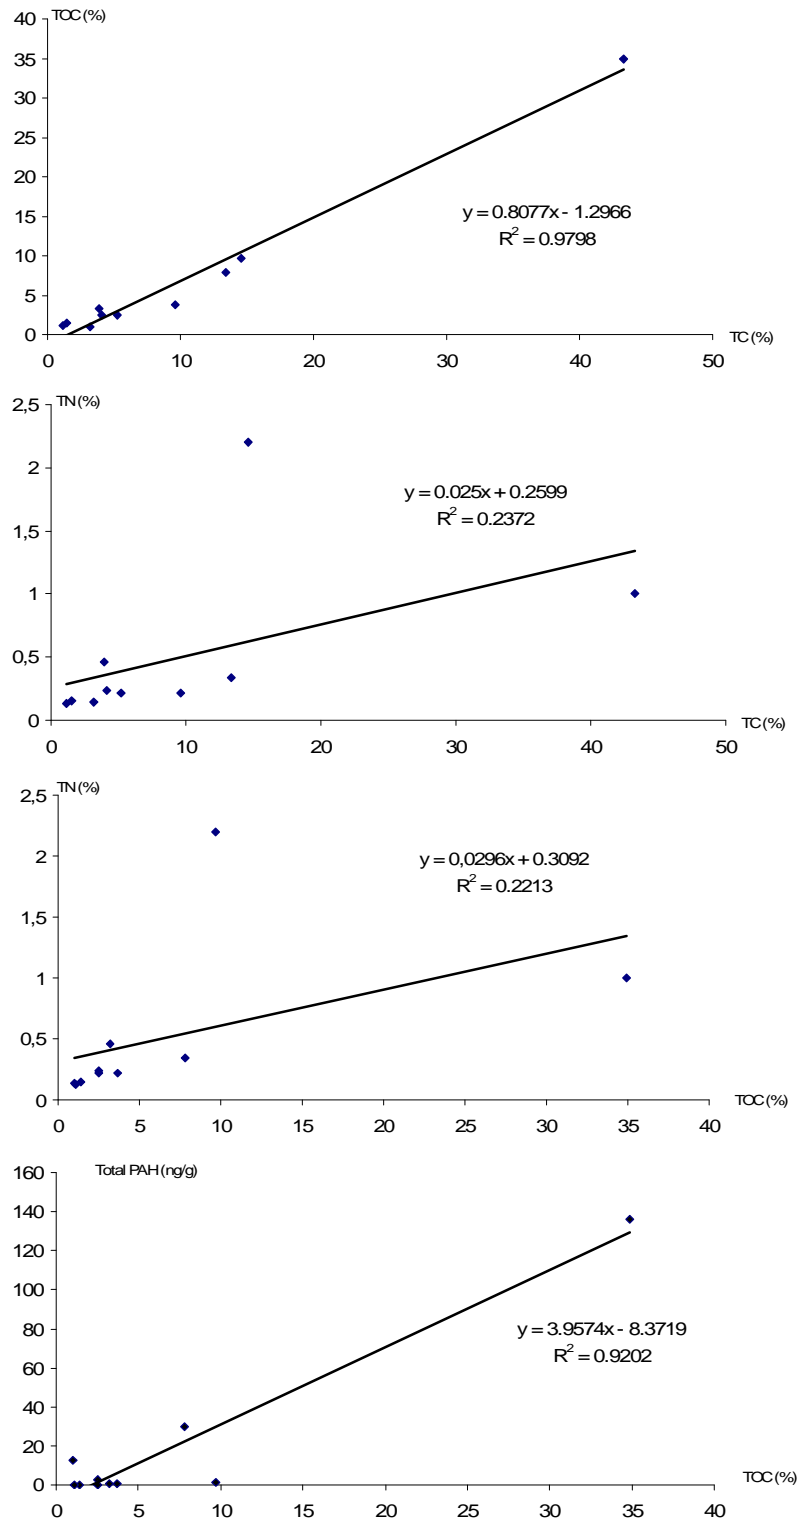 TOC (%)
40
35
30
25
20
15
10
5
0
y = 0.8077x - 1.2966
R² = 0.9798
0 10 20 30 40 50
TC (%)
TN (%)
2,5
2
1,5
1
0,5
0
y = 0.025x + 0.2599
R² = 0.2372
0 10 20 30 40 50
TC (%)
TN (%)
2,5
2
1,5
1
0,5
0
y = 0,0296x + 0.3092
R² = 0.2213
0 5 10 15 20 25 30 35 40
TOC (%)
Total PAH (ng/g)
160
140
120
100
80
60
40
20
0
y = 3.9574x - 8.3719
R² = 0.9202
0 5 10 15 20 25 30 35 40
TOC (%)